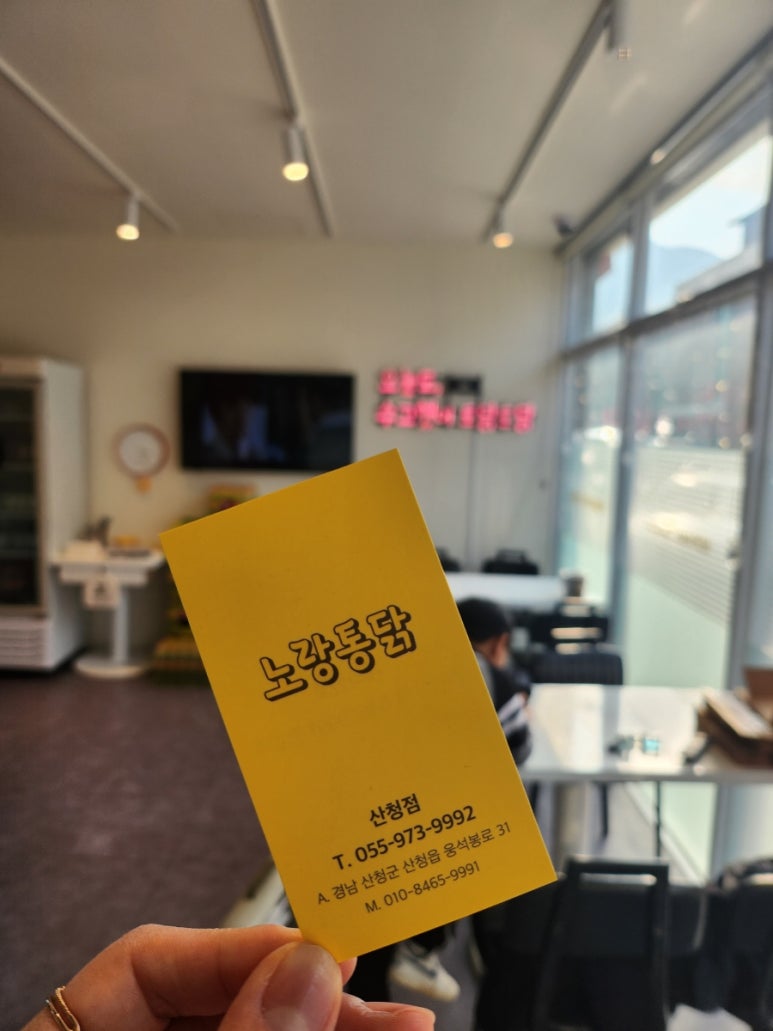 노랑통닭
산청점
T. 055-973-9992
A. 경남 산청군 산청읍 웅석봉로 31
M. 010-8465-9991